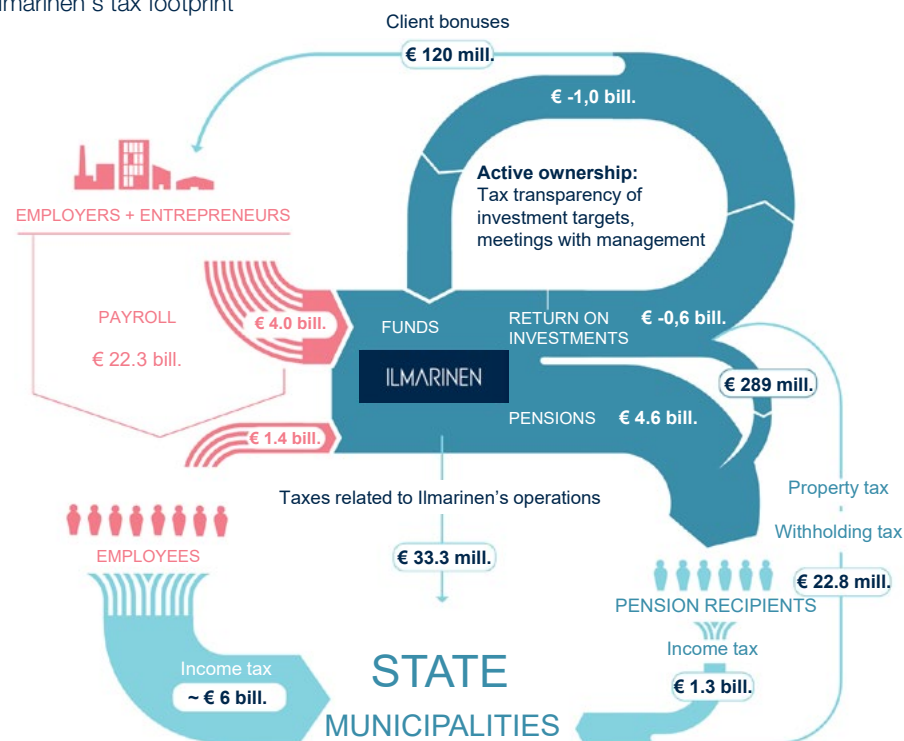 Ilmarinen's tax footprint
Client bonuses
€ 120 mill.
€ -1,0 bill.
Active ownership:
Tax transparency of
investment targets,
meetings with management
EMPLOYERS + ENTREPRENEURS
PAYROLL
€ 22.3 bill.
€ 4.0 bill.
FUNDS
RETURN ON
INVESTMENTS
€ -0,6 bill.
ILMARINEN
€ 289 mill.
PENSIONS
€ 4.6 bill.
€ 1.4 bill.
Taxes related to Ilmarinen's operations
Property tax
Withholding tax
EMPLOYEES
€ 33.3 mill.
€ 22.8 mill.
PENSION RECIPIENTS
Income tax
~ € 6 bill.
STATE
MUNICIPALITIES
Income tax
€ 1.3 bill.